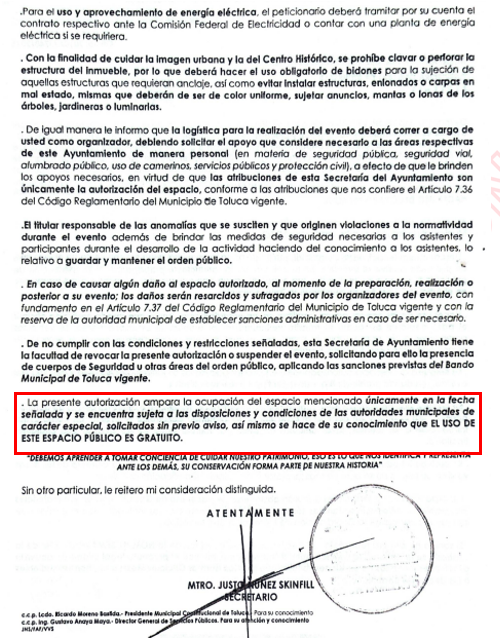 .Para el uso y aprovechamiento de energía eléctrica, el peticionario deberá tramitar por su cuenta el
contrato respectivo ante la Comisión Federal de Electricidad o contar con una planta de energía
eléctrica si se requiriera.
. Con la finalidad de cuidar la Imagen urbana y la del Centro Histórico, se prohíbe clavar o perforar la
estructura del Inmueble, por lo que deberá hacer el uso obligatorio de bidones para la sujeción de
aquellas estructuras que requieran anclaje, así como evitar instalar estructuras, enlonados o carpas en
mal estado, mismas que deberán de ser de color uniforme, sujetar anuncios, mantas o lonas de los
árboles, jardineras o luminarias.
. De igual manera le informo que la logística para la realización del evento deberá correr a cargo de
usted como organizador, debiendo solicitar el apoyo que considere necesario a las áreas respectivas
de este Ayuntamiento de manera personal (en materia de seguridad pública, seguridad vial,
alumbrado público, uso de camerinos, servicios públicos y protección civil), a efecto de que le brinden
los apoyos necesarios, en virtud de que las atribuciones de esta Secretaría del Ayuntamiento son
únicamente la autorización del espacio, conforme a las atribuciones que nos confiere el Artículo 7.36
del Código Reglamentario del Municipio de Toluca vigente.
.El titular responsable de las anomalías que se susciten y que originen violaciones a la normatividad
durante el evento además de brindar las medidas de seguridad necesarias a los asistentes y
participantes durante el desarrollo de la actividad haciendo del conocimiento a los asistentes, lo
relativo a guardar y mantener el orden público.
. En caso de causar algún daño al espacio autorizado, al momento de la preparación, realización o
posterior a su evento; los daños serán resarcidos y sufragados por los organizadores del evento, con
fundamento en el Artículo 7.37 del Código Reglamentario del Municipio de Toluca vigente y con
la reserva de la autoridad municipal de establecer sanciones administrativas en caso de ser necesario.
. De no cumplir con las condiciones y restricciones señaladas, esta Secretaría de Ayuntamiento tiene
la facultad de revocar la presente autorización o suspender el evento, solicitando para ello la presencia
de cuerpos de Seguridad u otras áreas del orden público, aplicando las sanciones previstas del Bando
Municipal de Toluca vigente.
. La presente autorización ampara la ocupación del espacio mencionado únicamente en la fecha
señalada y se encuentra sujeta a las disposiciones y condiciones de las autoridades municipales de
carácter especial, solicitados sin previo aviso, así mismo se hace de su conocimiento que EL USO DE
ESTE ESPACIO PÚBLICO ES GRATUITO.
"DEBEMOS APRENDER A TOMAR CONCIENCIA DE CUIDAR NUESTRO PATRIMONIO, ESO ES LO QUE NOS IDENTIFICA Y REPRESENTA
ANTE LOS DEMÁS, SU CONSERVACIÓN FORMA PARTE DE NUESTRA HISTORIA"
Sin otro particular, le reitero mi consideración distinguida.
ATENTAMENTE
MTRO. JUSTO NÚÑEZ SKINFILL
SECRETARIO
c.c.p. Lcdo. Ricardo Moreno Bastida.- Presidente Municipal Constitucional de Toluca. Para su conocimiento
c.c.p. Ing. Gustavo Anaya Maya.- Director General de Servicios Públicos. Para su atención y conocimiento
JNS/FAF/VVS